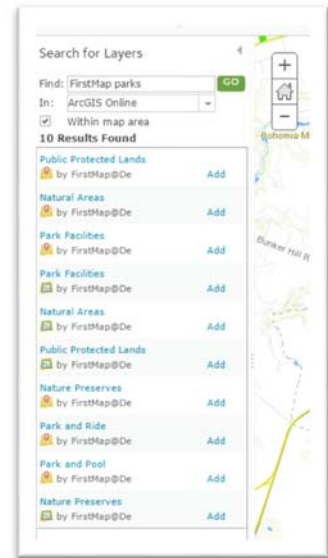 Search for Layers
Find: FirstMap parks GO
In: ArcGIS Online
Within map area
10 Results Found
Public Protected Lands
by FirstMap@De Add
Natural Areas
by FirstMap@De Add
Park Facilities
by FirstMap@De Add
Park Facilities
by FirstMap@De Add
Natural Areas
by FirstMap@De Add
Public Protected Lands
by FirstMap@De Add
Nature Preserves
by FirstMap@De Add
Park and Ride
by FirstMap@De Add
Park and Pool
by FirstMap@De Add
Nature Preserves
by FirstMap@De Add
+
−
Bohemia M
Bunker Hill R